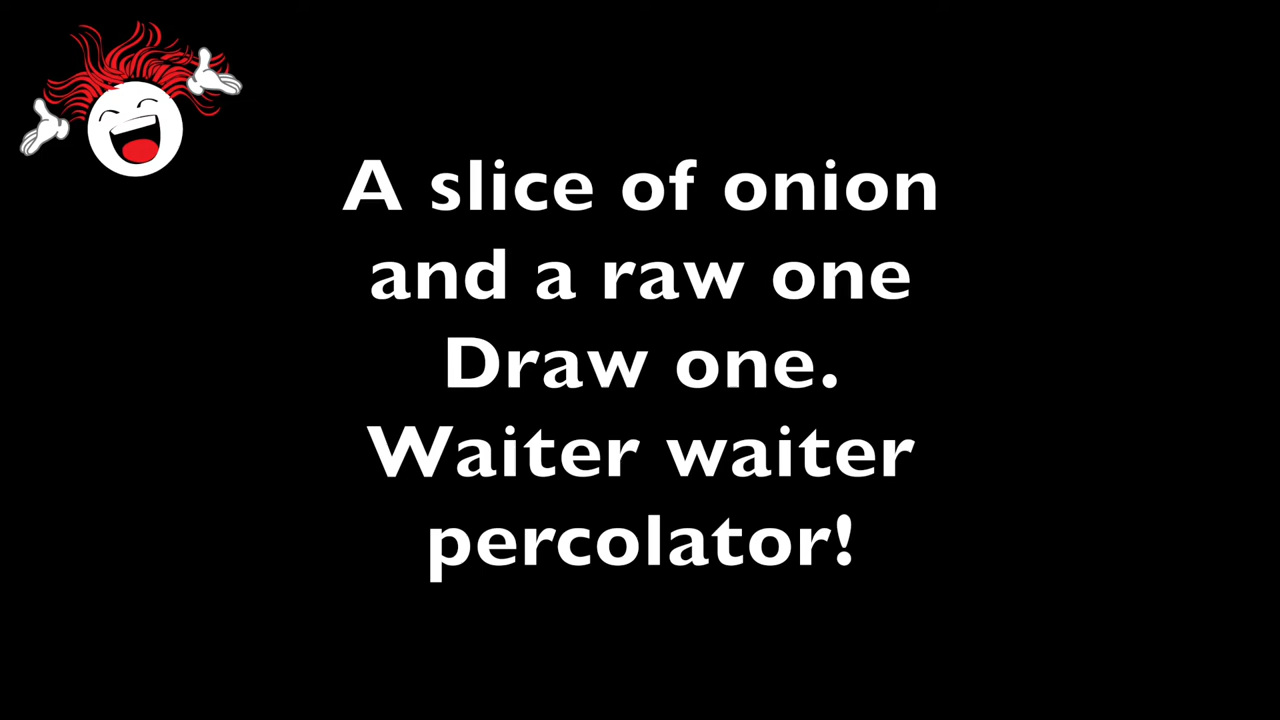 A slice of onion
and a raw one
Draw one.
Waiter waiter
percolator!